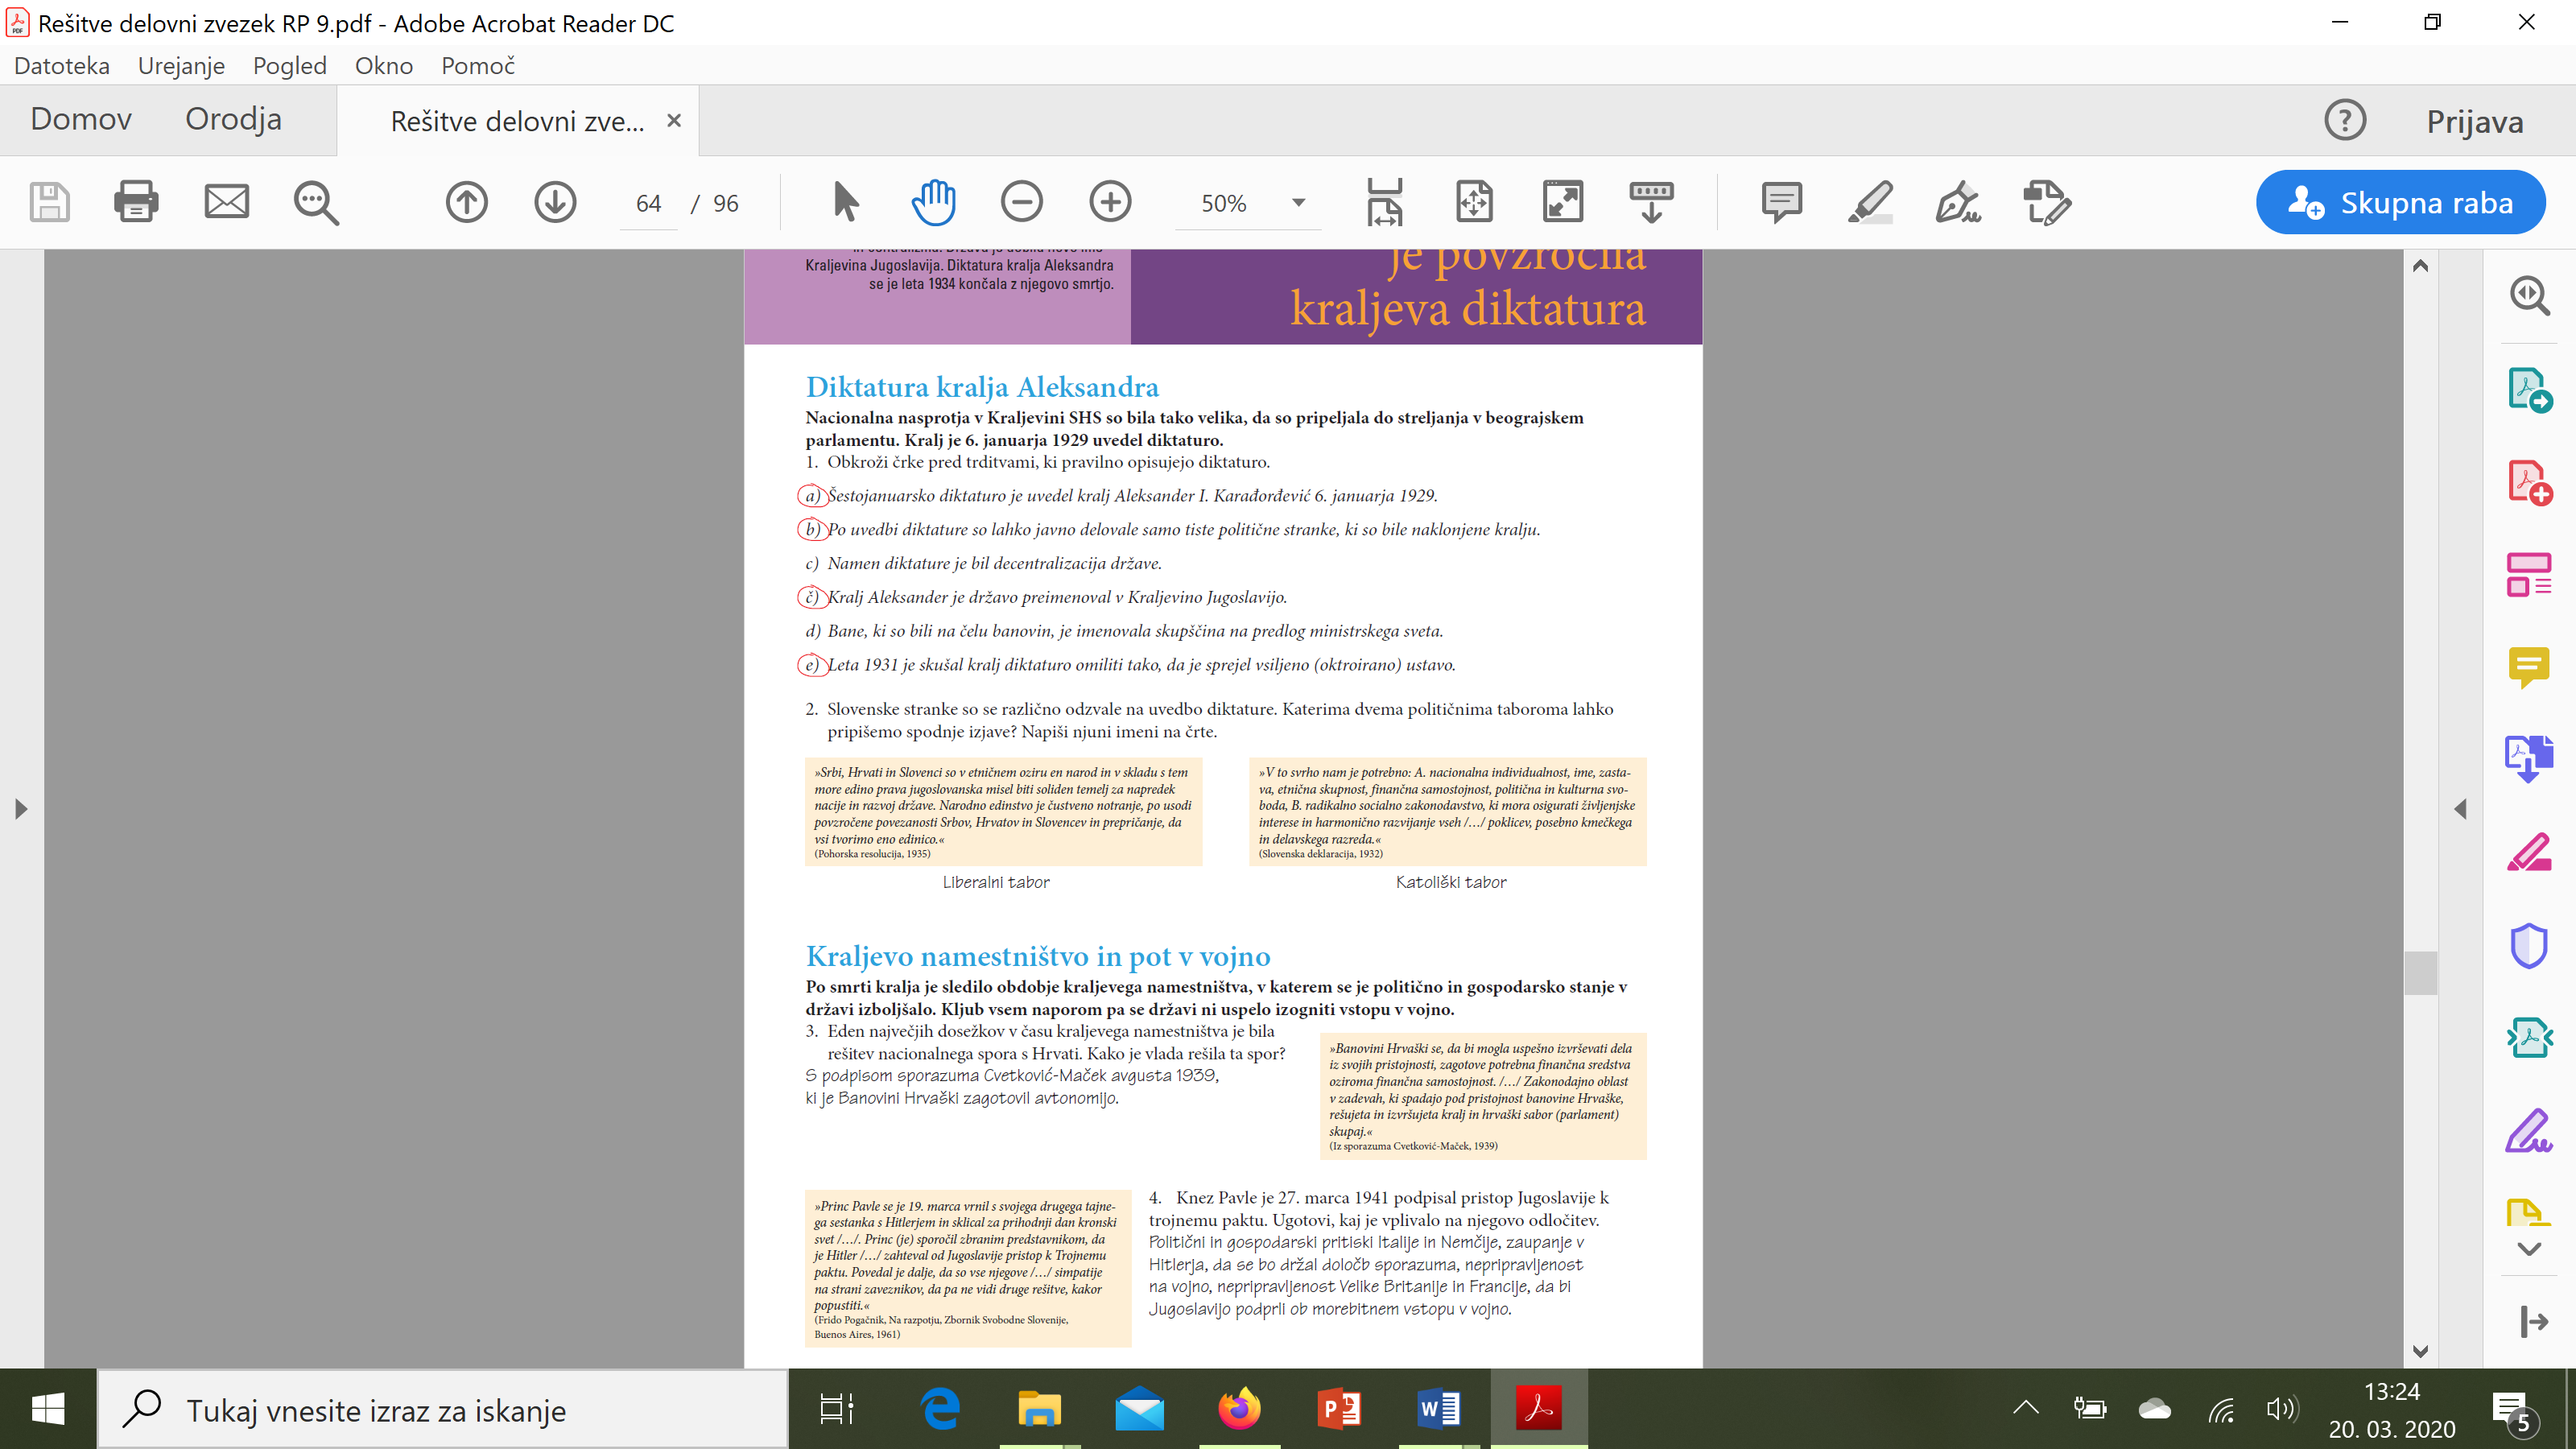 Rešitve delovni zvezek RP 9.pdf - Adobe Acrobat Reader DC
Datoteka Urejanje Pogled Okno Pomoč
Domov Orodja Rešitve delovni zve... Prijava
64 / 96 50% Skupna raba
Kraljevina Jugoslavija. Diktatura kralja Aleksandra
se je leta 1934 končala z njegovo smrtjo.
je povzročila
kraljeva diktatura
Diktatura kralja Aleksandra
Nacionalna nasprotja v Kraljevini SHS so bila tako velika, da so pripeljala do streljanja v beograjskem
parlamentu. Kralj je 6. januarja 1929 uvedel diktaturo.
1. Obkroži črke pred trditvami, ki pravilno opisujejo diktaturo.
a) Šestojanuarsko diktaturo je uvedel kralj Aleksander I. Karađorđević 6. januarja 1929.
b) Po uvedbi diktature so lahko javno delovale samo tiste politične stranke, ki so bile naklonjene kralju.
c) Namen diktature je bil decentralizacija države.
č) Kralj Aleksander je državo preimenoval v Kraljevino Jugoslavijo.
d) Bane, ki so bili na čelu banovin, je imenovala skupščina na predlog ministrskega sveta.
e) Leta 1931 je skušal kralj diktaturo omiliti tako, da je sprejel vsiljeno (oktroirano) ustavo.
2. Slovenske stranke so se različno odzvale na uvedbo diktature. Katerima dvema političnima taboroma lahko
pripišemo spodnje izjave? Napiši njuni imeni na črte.
»Srbi, Hrvati in Slovenci so v etničnem oziru en narod in v skladu s tem
more edino prava jugoslovanska misel biti soliden temelj za napredek
nacije in razvoj države. Narodno edinstvo je čustveno notranje, po usodi
povzročene povezanosti Srbov, Hrvatov in Slovencev in prepričanje, da
vsi tvorimo eno edinico.«
(Pohorska resolucija, 1935)
Liberalni tabor
»V to svrho nam je potrebno: A. nacionalna individualnost, ime, zasta-
va, etnična skupnost, finančna samostojnost, politična in kulturna svo-
boda, B. radikalno socialno zakonodavstvo, ki mora osigurati življenjske
interese in harmonično razvijanje vseh /…/ poklicev, posebno kmečkega
in delavskega razreda.«
(Slovenska deklaracija, 1932)
Katoliški tabor
Kraljevo namestništvo in pot v vojno
Po smrti kralja je sledilo obdobje kraljevega namestništva, v katerem se je politično in gospodarsko stanje v
državi izboljšalo. Kljub vsem naporom pa se državi ni uspelo izogniti vstopu v vojno.
3. Eden največjih dosežkov v času kraljevega namestništva je bila
rešitev nacionalnega spora s Hrvati. Kako je vlada rešila ta spor?
S podpisom sporazuma Cvetković-Maček avgusta 1939,
ki je Banovini Hrvaški zagotovil avtonomijo.
»Banovini Hrvaški se, da bi mogla uspešno izvrševati dela
iz svojih pristojnosti, zagotove potrebna finančna sredstva
oziroma finančna samostojnost. /…/ Zakonodajno oblast
v zadevah, ki spadajo pod pristojnost banovine Hrvaške,
rešujeta in izvršujeta kralj in hrvaški sabor (parlament)
skupaj.«
(Iz sporazuma Cvetković-Maček, 1939)
»Princ Pavle se je 19. marca vrnil s svojega drugega tajne-
ga sestanka s Hitlerjem in sklical za prihodnji dan kronski
svet /…/. Princ (je) sporočil zbranim predstavnikom, da
je Hitler /…/ zahteval od Jugoslavije pristop k Trojnemu
paktu. Povedal je dalje, da so vse njegove /…/ simpatije
na strani zaveznikov, da pa ne vidi druge rešitve, kakor
popustiti.«
(Frido Pogačnik, Na razpotju, Zbornik Svobodne Slovenije,
Buenos Aires, 1961)
4. Knez Pavle je 27. marca 1941 podpisal pristop Jugoslavije k
trojnemu paktu. Ugotovi, kaj je vplivalo na njegovo odločitev.
Politični in gospodarski pritiski Italije in Nemčije, zaupanje v
Hitlerja, da se bo držal določb sporazuma, nepripravljenost
na vojno, nepripravljenost Velike Britanije in Francije, da bi
Jugoslavijo podprli ob morebitnem vstopu v vojno.
Tukaj vnesite izraz za iskanje
13:24
20. 03. 2020
5